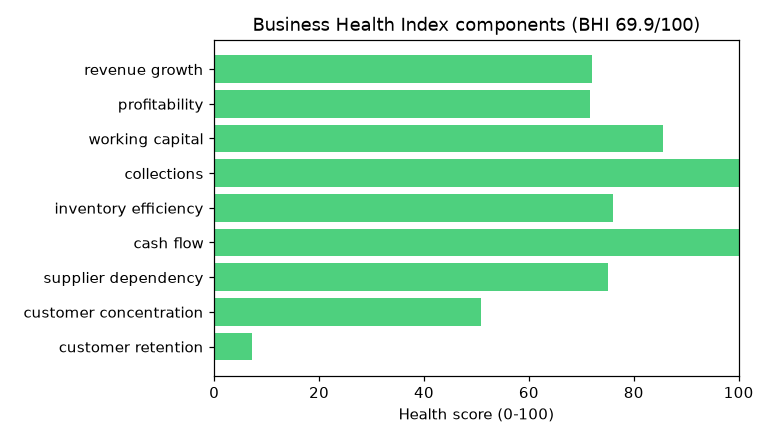 Business Health Index components (BHI 69.9/100)
revenue growth
profitability
working capital
collections
inventory efficiency
cash flow
supplier dependency
customer concentration
customer retention
0 20 40 60 80 100
Health score (0-100)